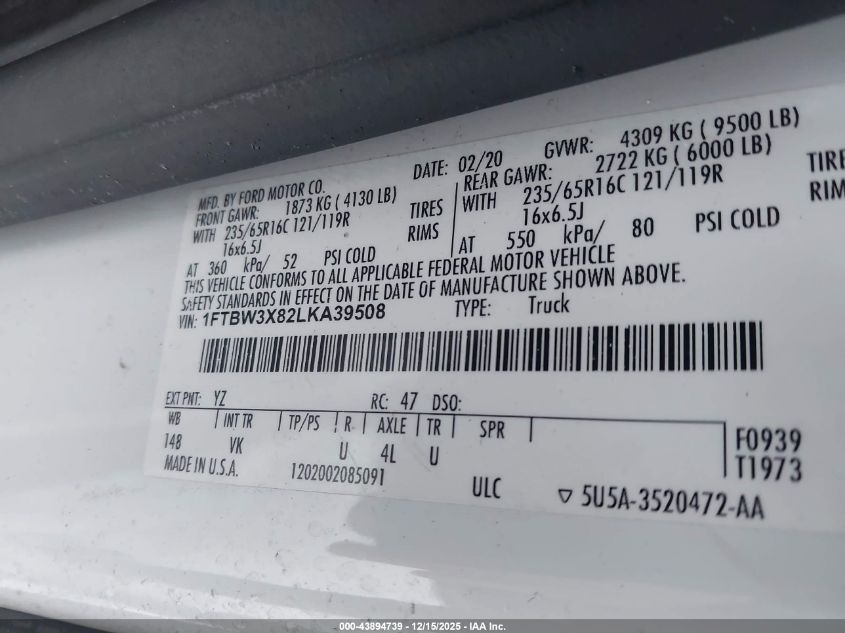 MFD. BY FORD MOTOR CO. DATE: 02/20 GVWR: 4309 KG ( 9500 LB)
FRONT GAWR: 1873 KG ( 4130 LB) REAR GAWR: 2722 KG ( 6000 LB)
WITH 235/65R16C 121/119R TIRES WITH 235/65R16C 121/119R TIRE
16x6.5J RIMS 16x6.5J RIMS
AT 360 kPa/ 52 PSI COLD AT 550 kPa/ 80 PSI COLD
THIS VEHICLE CONFORMS TO ALL APPLICABLE FEDERAL MOTOR VEHICLE
SAFETY STANDARDS IN EFFECT ON THE DATE OF MANUFACTURE SHOWN ABOVE.
VIN: 1FTBW3X82LKA39508 TYPE: Truck
EXT PNT: YZ RC: 47 DSO:
WB INT TR TP/PS R AXLE TR SPR
148 VK U 4L U
F0939
T1973
MADE IN U.S.A. 1202002085091 ULC ▽ 5U5A-3520472-AA
000-43894739 - 12/15/2025 - IAA Inc.